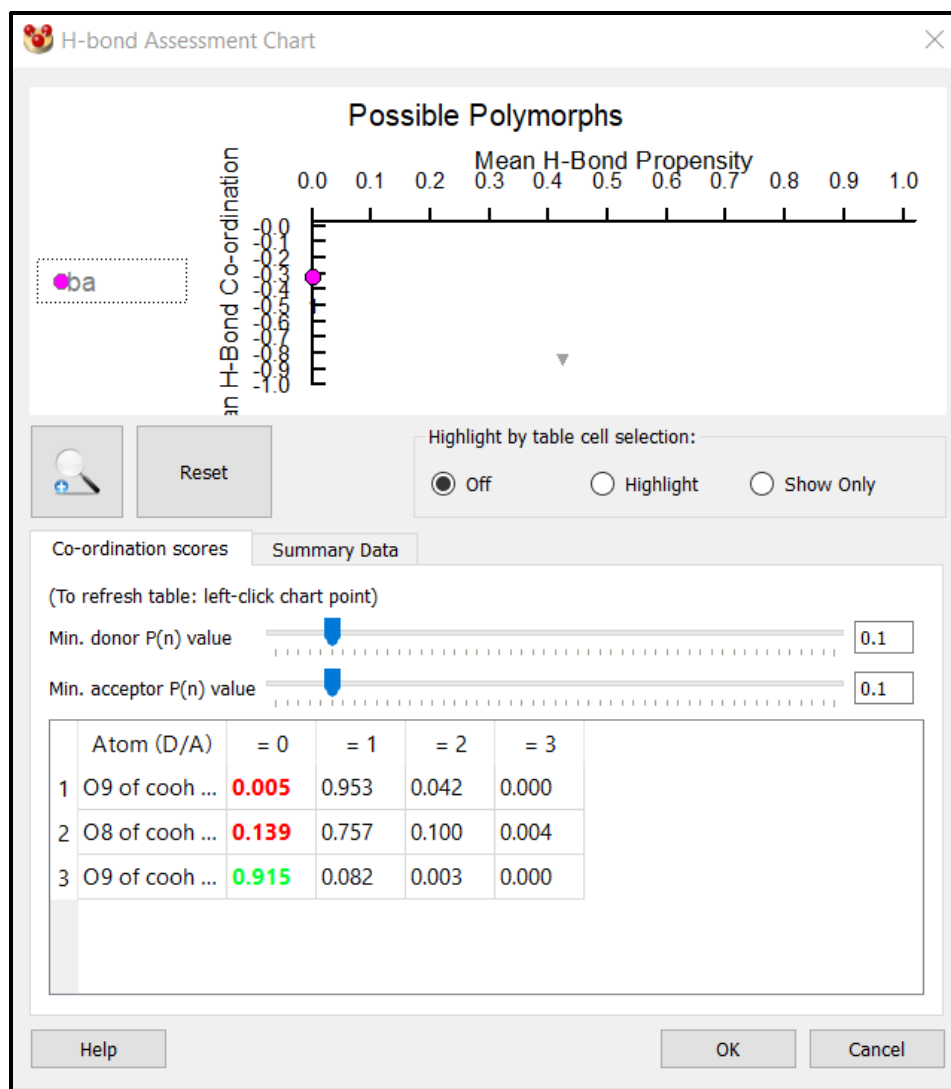 H-bond Assessment Chart
Possible Polymorphs
Mean H-Bond Propensity
0.0 0.1 0.2 0.3 0.4 0.5 0.6 0.7 0.8 0.9 1.0
an H-Bond Co-ordination
-0.0
-0.1
-0.2
-0.3
-0.4
-0.5
-0.6
-0.7
-0.8
-0.9
-1.0
ba
Reset
Highlight by table cell selection:
Off Highlight Show Only
Co-ordination scores Summary Data
(To refresh table: left-click chart point)
Min. donor P(n) value 0.1
Min. acceptor P(n) value 0.1
Atom (D/A) = 0 = 1 = 2 = 3
1 O9 of cooh ... 0.005 0.953 0.042 0.000
2 O8 of cooh ... 0.139 0.757 0.100 0.004
3 O9 of cooh ... 0.915 0.082 0.003 0.000
Help OK Cancel